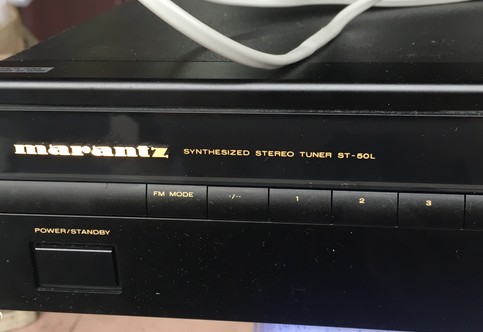 marantz SYNTHESIZED STEREO TUNER ST-50L
FM MODE -/-- 1 2 3
POWER/STANDBY